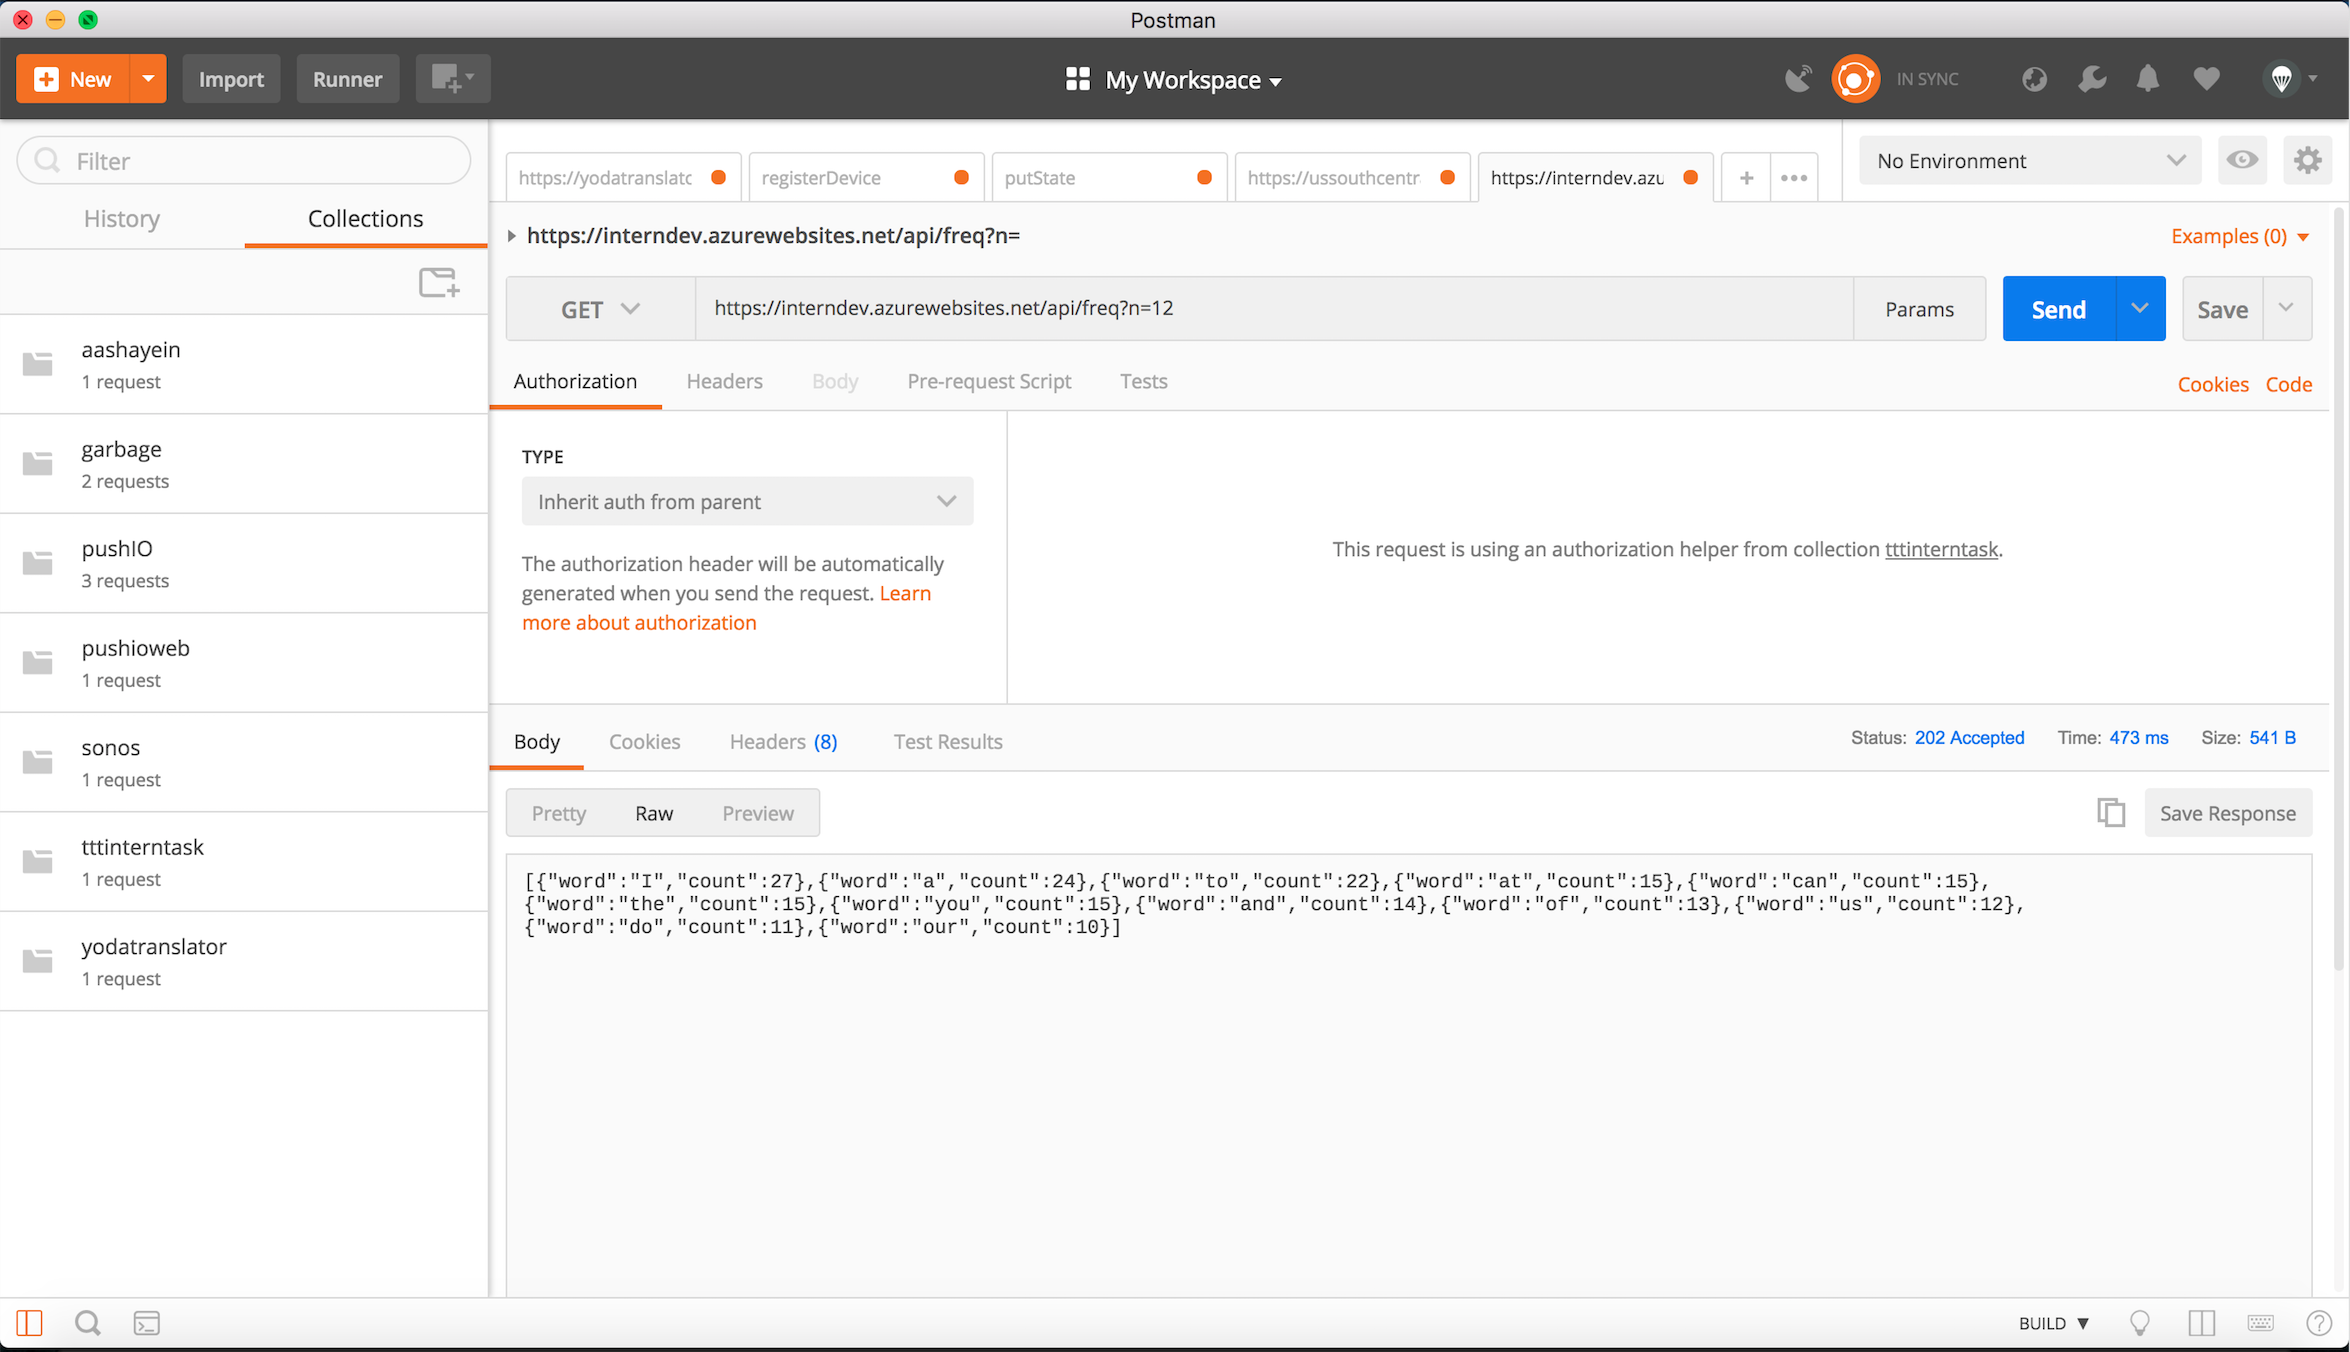 Postman
New
Import
Runner
My Workspace
IN SYNC
Filter
History
Collections
aashayein
1 request
garbage
2 requests
pushIO
3 requests
pushioweb
1 request
sonos
1 request
tttinterntask
1 request
yodatranslator
1 request
https://yodatranslatc
registerDevice
putState
https://ussouthcentr
https://interndev.azu
No Environment
https://interndev.azurewebsites.net/api/freq?n=
Examples (0)
GET
https://interndev.azurewebsites.net/api/freq?n=12
Params
Send
Save
Authorization
Headers
Body
Pre-request Script
Tests
Cookies
Code
TYPE
Inherit auth from parent
The authorization header will be automatically
generated when you send the request. Learn
more about authorization
This request is using an authorization helper from collection tttinterntask.
Body
Cookies
Headers (8)
Test Results
Status: 202 Accepted
Time: 473 ms
Size: 541 B
Pretty
Raw
Preview
Save Response
[{"word":"I","count":27},{"word":"a","count":24},{"word":"to","count":22},{"word":"at","count":15},{"word":"can","count":15},
{"word":"the","count":15},{"word":"you","count":15},{"word":"and","count":14},{"word":"of","count":13},{"word":"us","count":12},
{"word":"do","count":11},{"word":"our","count":10}]
BUILD